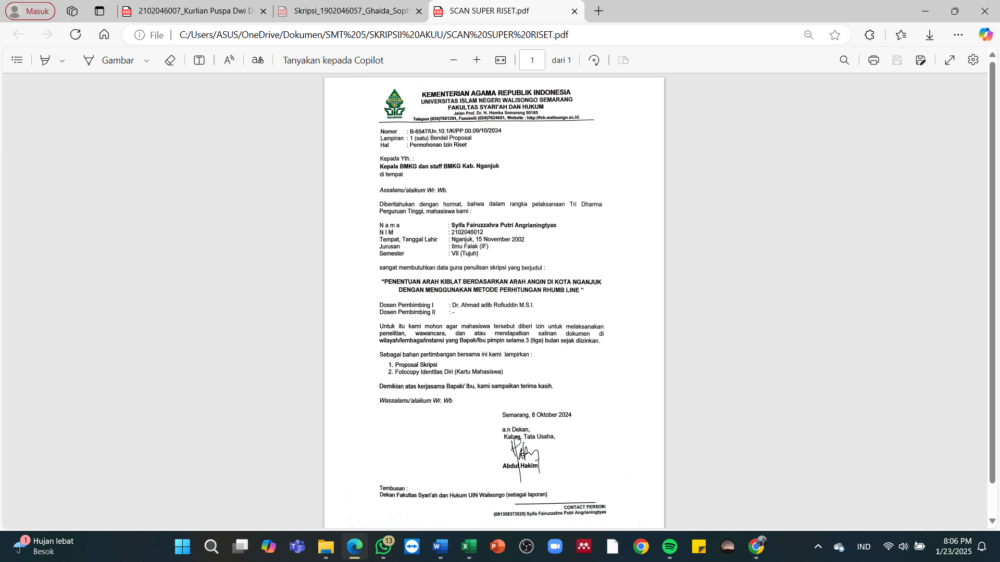 Masuk
2102046007_Kurlian Puspa Dwi D
Skripsi_1902046057_Ghaida_Soph
SCAN SUPER RISET.pdf
File
C:/Users/ASUS/OneDrive/Dokumen/SMT%205/SKRIPSII%20AKUU/SCAN%20SUPER%20RISET.pdf
Gambar
Tanyakan kepada Copilot
1
dari 1
KEMENTERIAN AGAMA REPUBLIK INDONESIA
UNIVERSITAS ISLAM NEGERI WALISONGO SEMARANG
FAKULTAS SYARI'AH DAN HUKUM
Jalan Prof. Dr. H. Hamka Semarang 50185
Telepon (024)7601291, Faxsimili (024)7624691, Website : http://fsh.walisongo.ac.id.
WALISONGO
Nomor : B-6547/Un.10.1/K/PP.00.09/10/2024
Lampiran : 1 (satu) Bendel Proposal
Hal : Permohonan Izin Riset
Kepada Yth. :
Kepala BMKG dan staff BMKG Kab. Nganjuk
di tempat
Assalamu'alaikum Wr. Wb.
Diberitahukan dengan hormat, bahwa dalam rangka pelaksanaan Tri Dharma
Perguruan Tinggi, mahasiswa kami :
N a m a : Syifa Fairuzzahra Putri Angrianingtyas
N I M : 2102046012
Tempat, Tanggal Lahir : Nganjuk, 15 November 2002
Jurusan : Ilmu Falak (IF)
Semester : VII (Tujuh)
sangat membutuhkan data guna penulisan skripsi yang berjudul :
“PENENTUAN ARAH KIBLAT BERDASARKAN ARAH ANGIN DI KOTA NGANJUK
DENGAN MENGGUNAKAN METODE PERHITUNGAN RHUMB LINE ”
Dosen Pembimbing I : Dr. Ahmad adib Rofiuddin M.S.I.
Dosen Pembimbing II : -
Untuk itu kami mohon agar mahasiswa tersebut diberi izin untuk melaksanakan
penelitian, wawancara, dan atau mendapatkan salinan dokumen di
wilayah/lembaga/instansi yang Bapak/Ibu pimpin selama 3 (tiga) bulan sejak diizinkan.
Sebagai bahan pertimbangan bersama ini kami lampirkan :
1. Proposal Skripsi
2. Fotocopy Identitas Diri (Kartu Mahasiswa)
Demikian atas kerjasama Bapak/ Ibu, kami sampaikan terima kasih.
Wassalamu'alaikum Wr. Wb
Semarang, 8 Oktober 2024
a.n Dekan,
Kabag. Tata Usaha,
Abdul Hakim
Tembusan :
Dekan Fakultas Syari'ah dan Hukum UIN Walisongo (sebagai laporan)
CONTACT PERSON:
(081358373525) Syifa Fairuzzahra Putri Angrianingtyas
1
Hujan lebat
Besok
13
IND
8:06 PM
1/23/2025